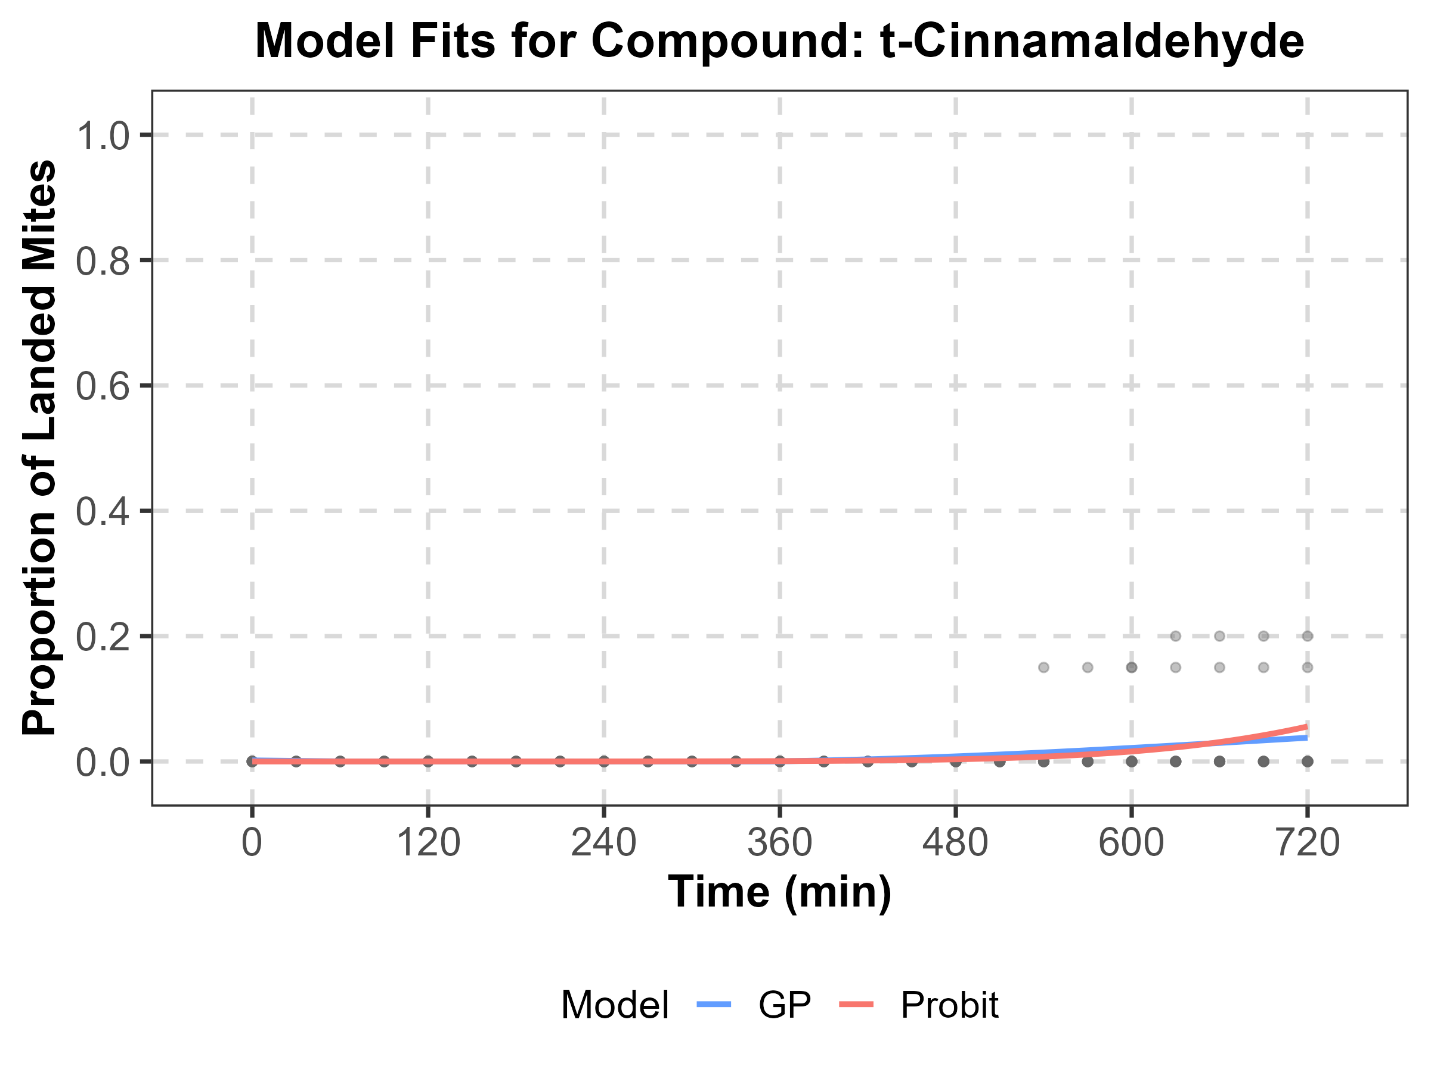 Model Fits for Compound: t-Cinnamaldehyde
Proportion of Landed Mites
1.0
0.8
0.6
0.4
0.2
0.0
0 120 240 360 480 600 720
Time (min)
Model GP Probit